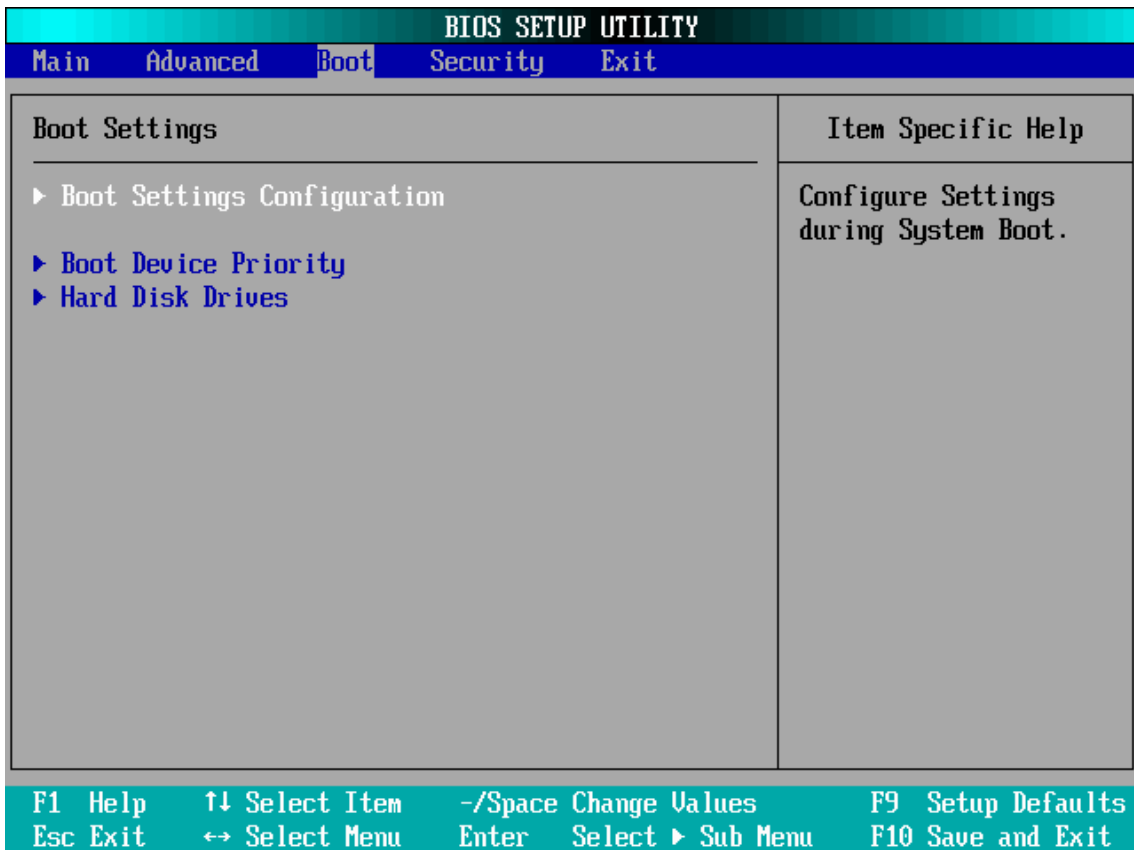 BIOS SETUP UTILITY
Main Advanced Boot Security Exit
Boot Settings
▶ Boot Settings Configuration
▶ Boot Device Priority
▶ Hard Disk Drives
Item Specific Help
Configure Settings
during System Boot.
F1 Help ↑↓ Select Item -/Space Change Values F9 Setup Defaults
Esc Exit ↔ Select Menu Enter Select ▶ Sub Menu F10 Save and Exit